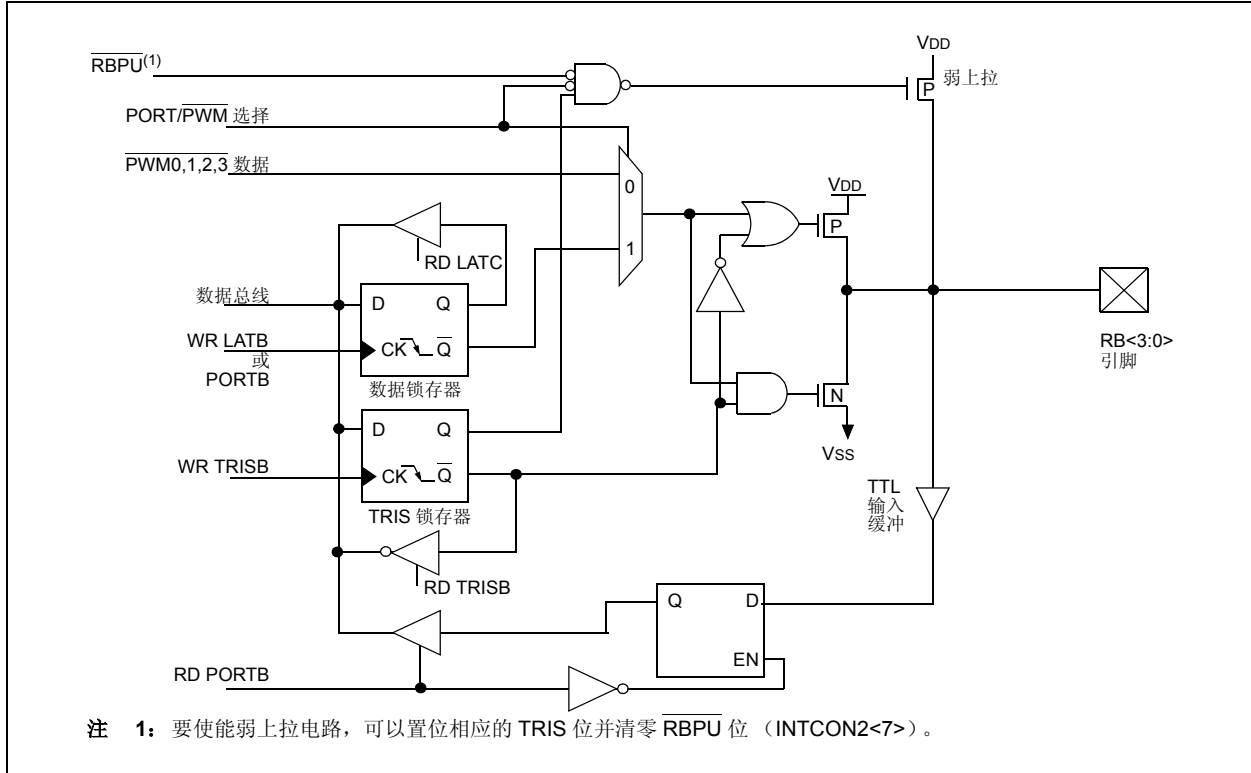 VDD
RBPU(1)
弱上拉
P
PORT/PWM 选择
PWM0,1,2,3 数据
0
VDD
P
1
RD LATC
数据总线
D Q
WR LATB
或
PORTB
CK Q
RB<3:0>
引脚
数据锁存器
N
D Q
VSS
WR TRISB
CK Q
TTL
输入
缓冲
TRIS 锁存器
RD TRISB
Q D
EN
RD PORTB
注 1: 要使能弱上拉电路，可以置位相应的 TRIS 位并清零 RBPU 位 （INTCON2<7>）。